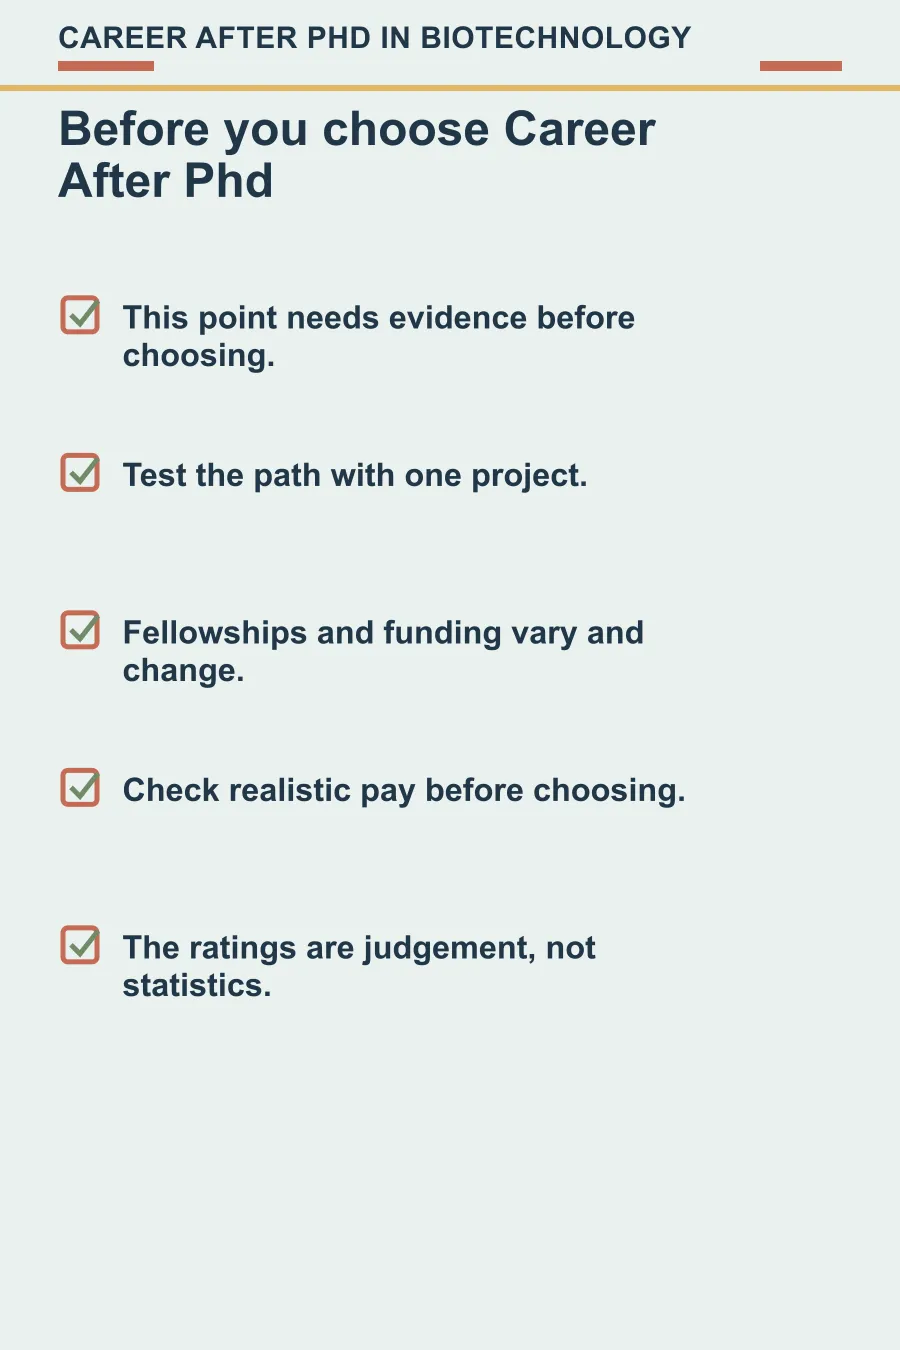 CAREER AFTER PHD IN BIOTECHNOLOGY
Before you choose Career
After Phd
This point needs evidence before
choosing.
Test the path with one project.
Fellowships and funding vary and
change.
Check realistic pay before choosing.
The ratings are judgement, not
statistics.